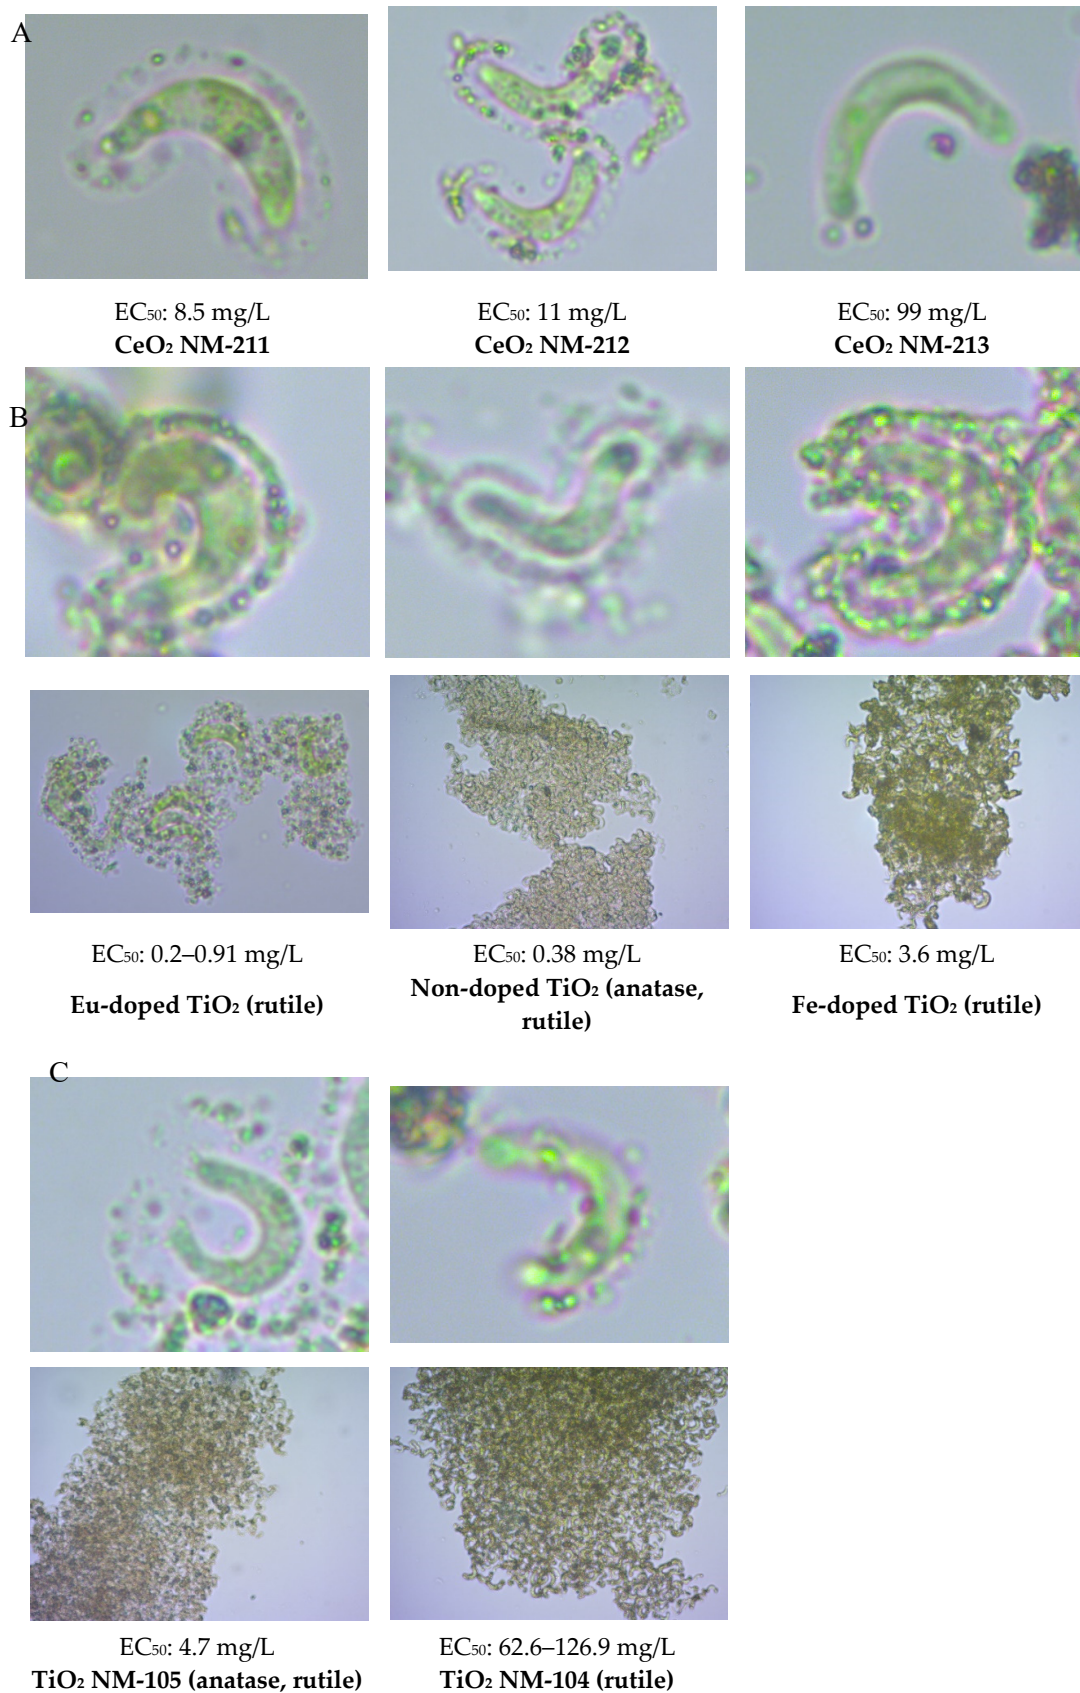 A
EC₅₀: 8.5 mg/L
CeO₂ NM-211
EC₅₀: 11 mg/L
CeO₂ NM-212
EC₅₀: 99 mg/L
CeO₂ NM-213
B
EC₅₀: 0.2–0.91 mg/L
Eu-doped TiO₂ (rutile)
EC₅₀: 0.38 mg/L
Non-doped TiO₂ (anatase,
rutile)
EC₅₀: 3.6 mg/L
Fe-doped TiO₂ (rutile)
C
EC₅₀: 4.7 mg/L
TiO₂ NM-105 (anatase, rutile)
EC₅₀: 62.6–126.9 mg/L
TiO₂ NM-104 (rutile)